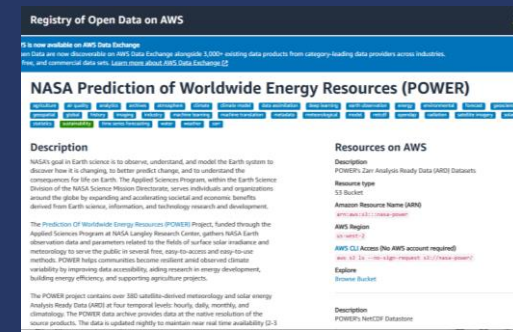 Registry of Open Data on AWS
WS is now available on AWS Data Exchange
en Data are now discoverable on AWS Data Exchange alongside 3,000+ existing data products from category-leading data providers across industries.
free, and commercial data sets. Learn more about AWS Data Exchange
NASA Prediction of Worldwide Energy Resources (POWER)
agriculture air quality analytics archives atmosphere climate climate model data assimilation deep learning earth observation energy environmental forecast geoscien
geospatial global history imaging industry machine learning machine translation metadata meteorological model netcdf opendap radiation satellite imagery solar
statistics sustainability time series forecasting water weather zarr
Description
NASA's goal in Earth science is to observe, understand, and model the Earth system to
discover how it is changing, to better predict change, and to understand the
consequences for life on Earth. The Applied Sciences Program, within the Earth Science
Division of the NASA Science Mission Directorate, serves individuals and organizations
around the globe by expanding and accelerating societal and economic benefits
derived from Earth science, information, and technology research and development.
The Prediction Of Worldwide Energy Resources (POWER) Project, funded through the
Applied Sciences Program at NASA Langley Research Center, gathers NASA Earth
observation data and parameters related to the fields of surface solar irradiance and
meteorology to serve the public in several free, easy-to-access and easy-to-use
methods. POWER helps communities become resilient amid observed climate
variability by improving data accessibility, aiding research in energy development,
building energy efficiency, and supporting agriculture projects.
The POWER project contains over 380 satellite-derived meteorology and solar energy
Analysis Ready Data (ARD) at four temporal levels: hourly, daily, monthly, and
climatology. The POWER data archive provides data at the native resolution of the
source products. The data is updated nightly to maintain near real time availability (2-3
Resources on AWS
Description
POWER's Zarr Analysis Ready Data (ARD) Datasets
Resource type
S3 Bucket
Amazon Resource Name (ARN)
arn:aws:s3:::nasa-power
AWS Region
us-west-2
AWS CLI Access (No AWS account required)
aws s3 ls --no-sign-request s3://nasa-power/
Explore
Browse Bucket
Description
POWER's NetCDF Datastore